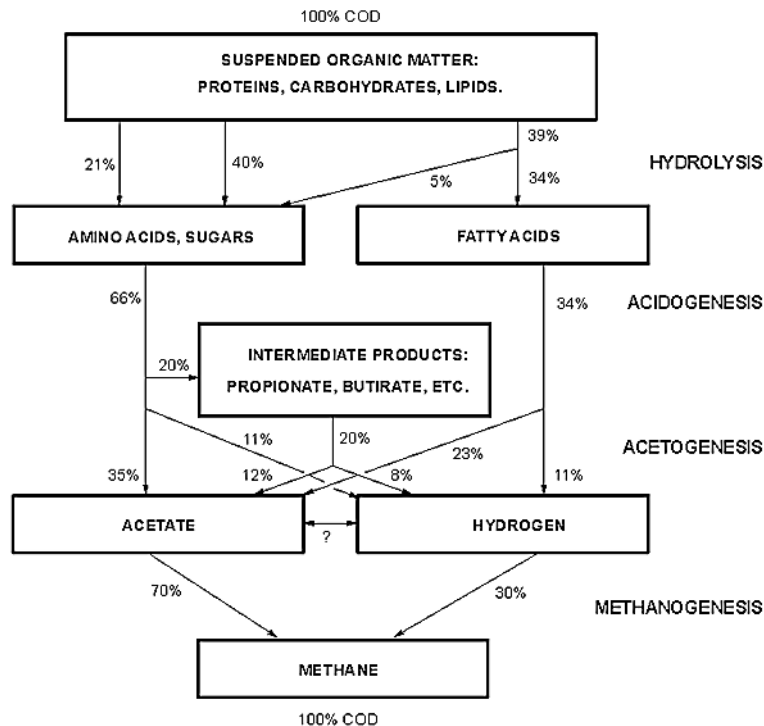 100% COD
SUSPENDED ORGANIC MATTER:
PROTEINS, CARBOHYDRATES, LIPIDS.
39%
21%
40%
HYDROLYSIS
5%
34%
AMINO ACIDS, SUGARS
FATTY ACIDS
66%
34%
ACIDOGENESIS
INTERMEDIATE PRODUCTS:
20%
PROPIONATE, BUTIRATE, ETC.
11%
20%
23%
ACETOGENESIS
35%
12%
8%
11%
ACETATE
HYDROGEN
?
70%
30%
METHANOGENESIS
METHANE
100% COD